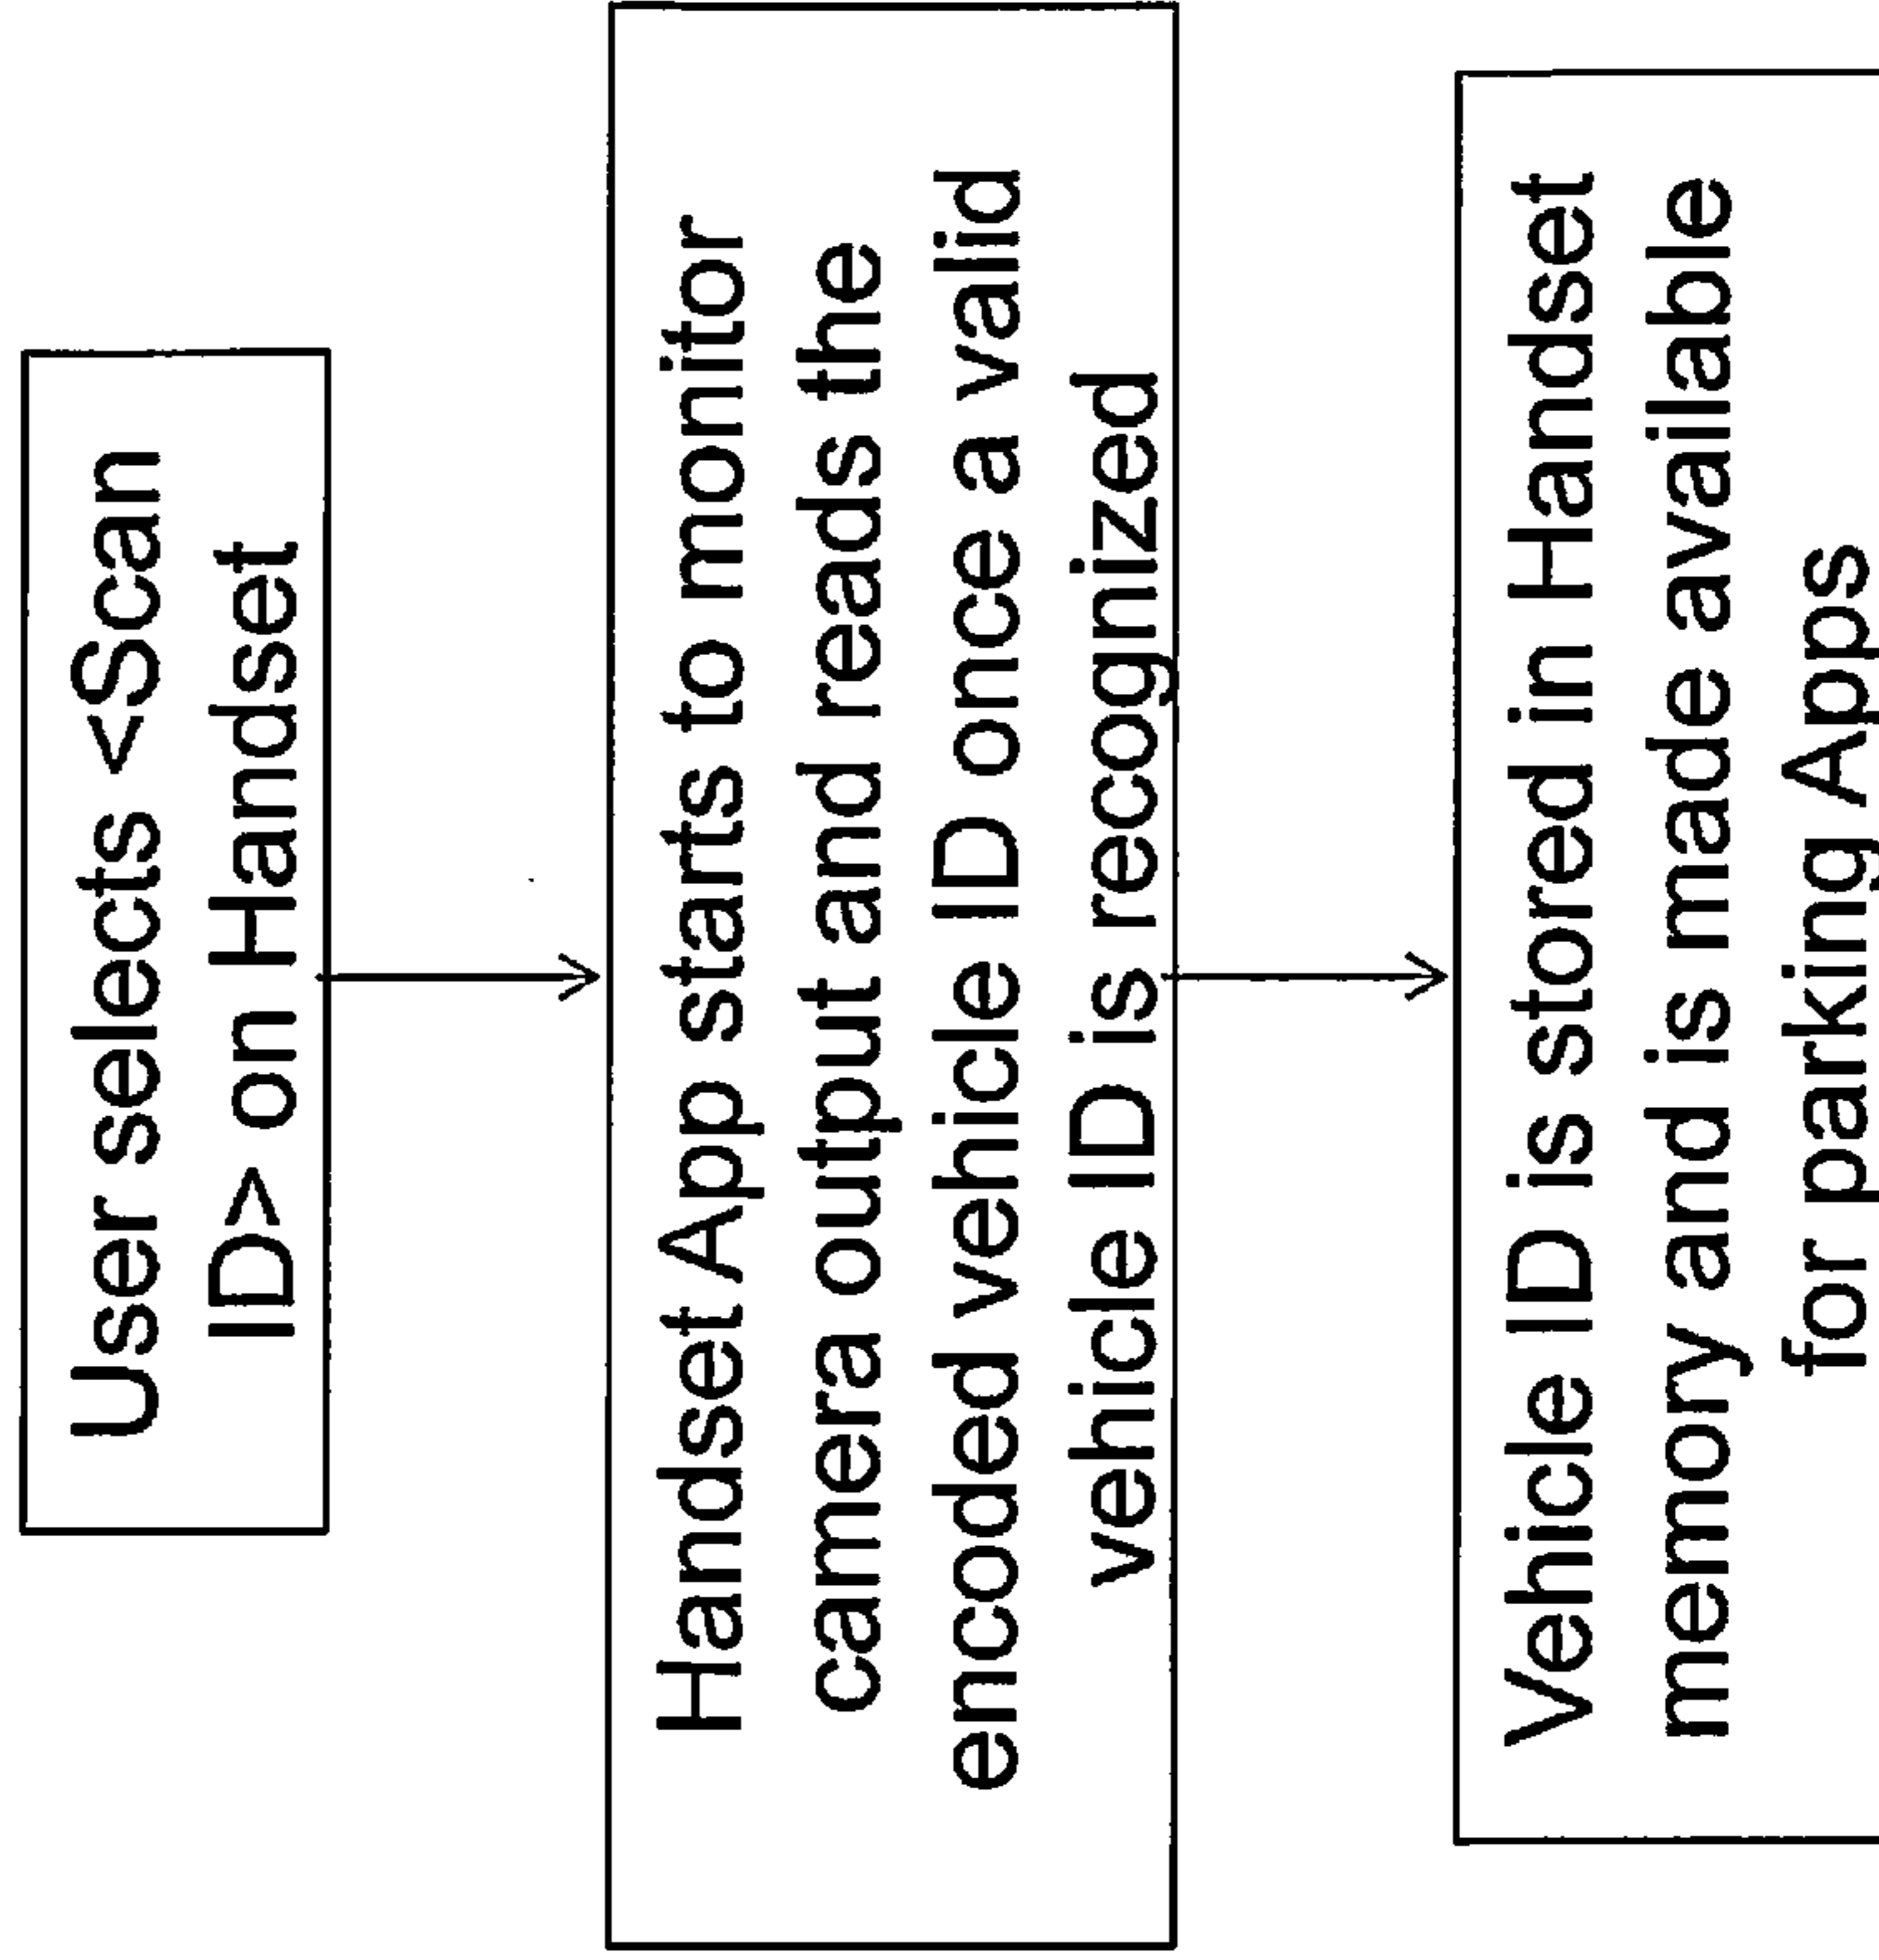 User selects <Scan
ID> on Handset
Handset App starts to monitor
camera output and reads the
encoded vehicle ID once a valid
vehicle ID is recognized
Vehicle ID is stored in Handset
memory and is made available
for parking Apps